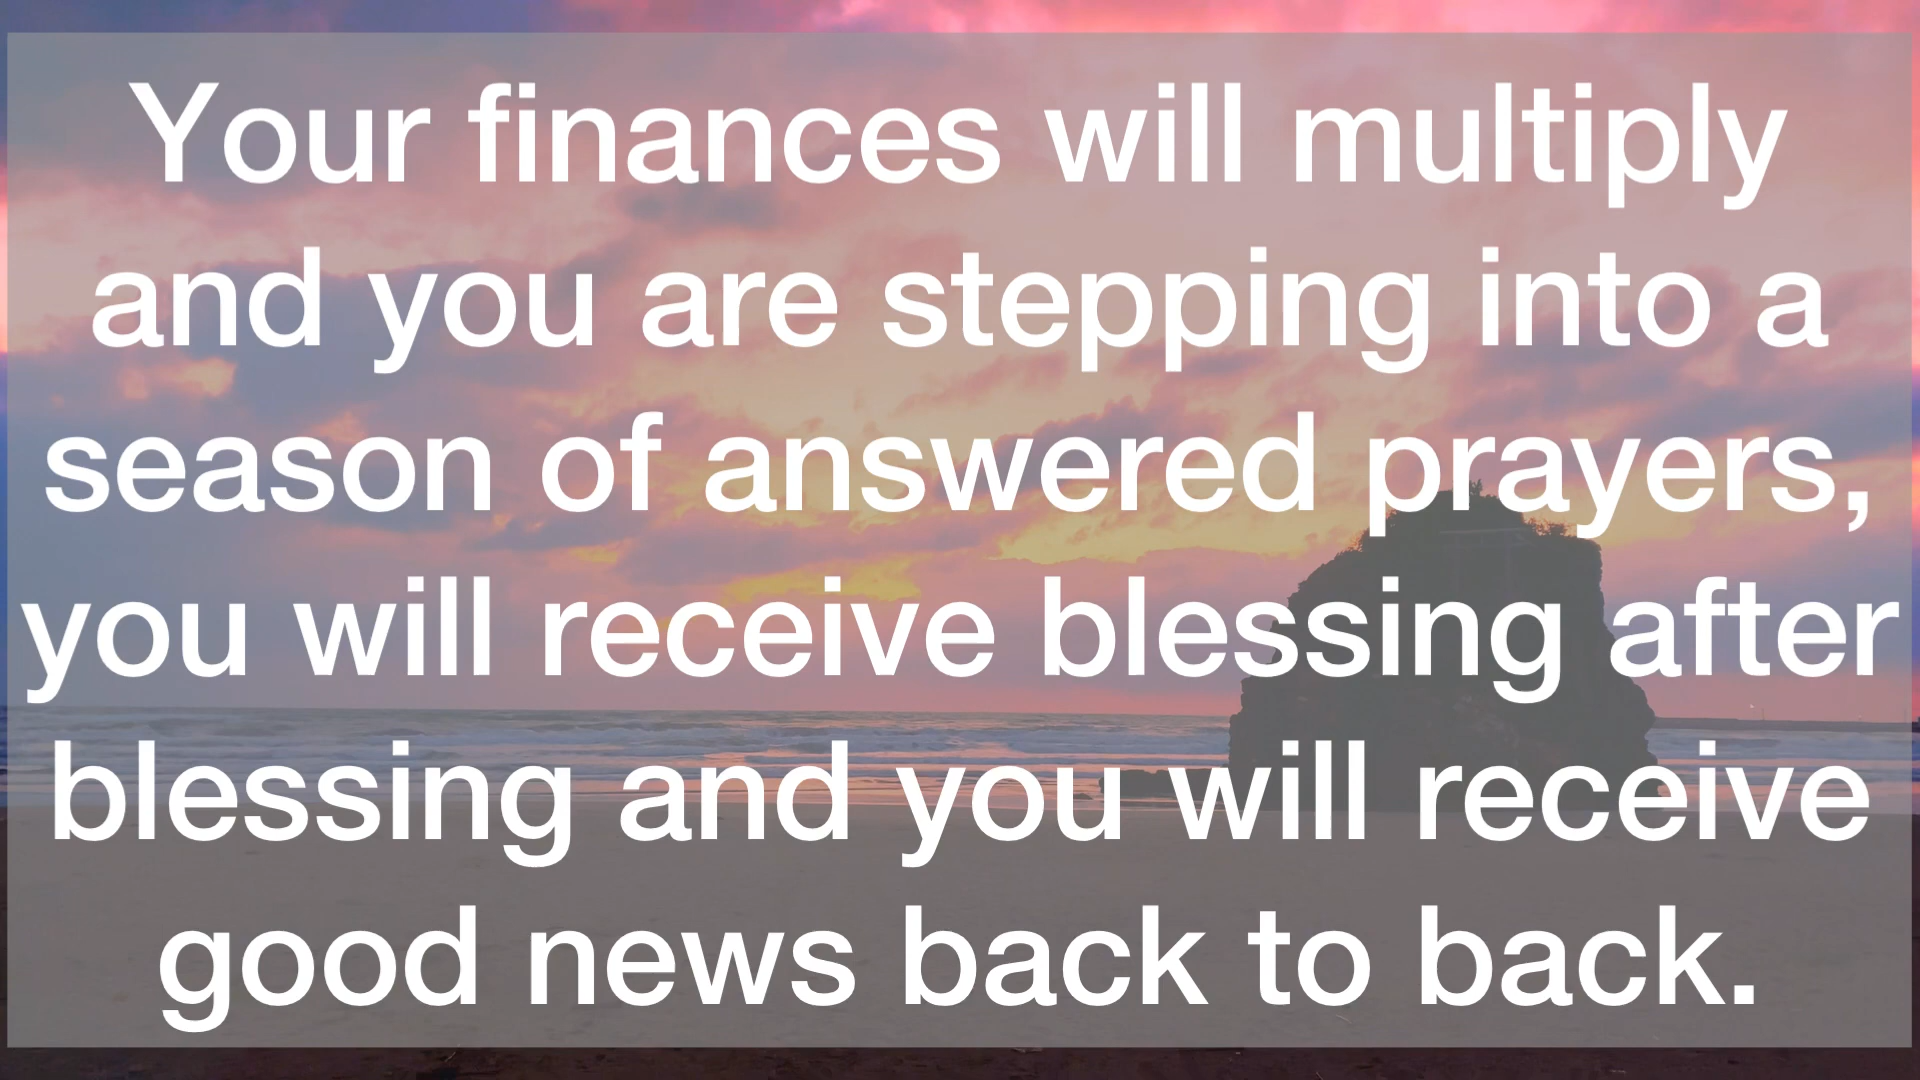 Your finances will multiply
and you are stepping into a
season of answered prayers,
you will receive blessing after
blessing and you will receive
good news back to back.